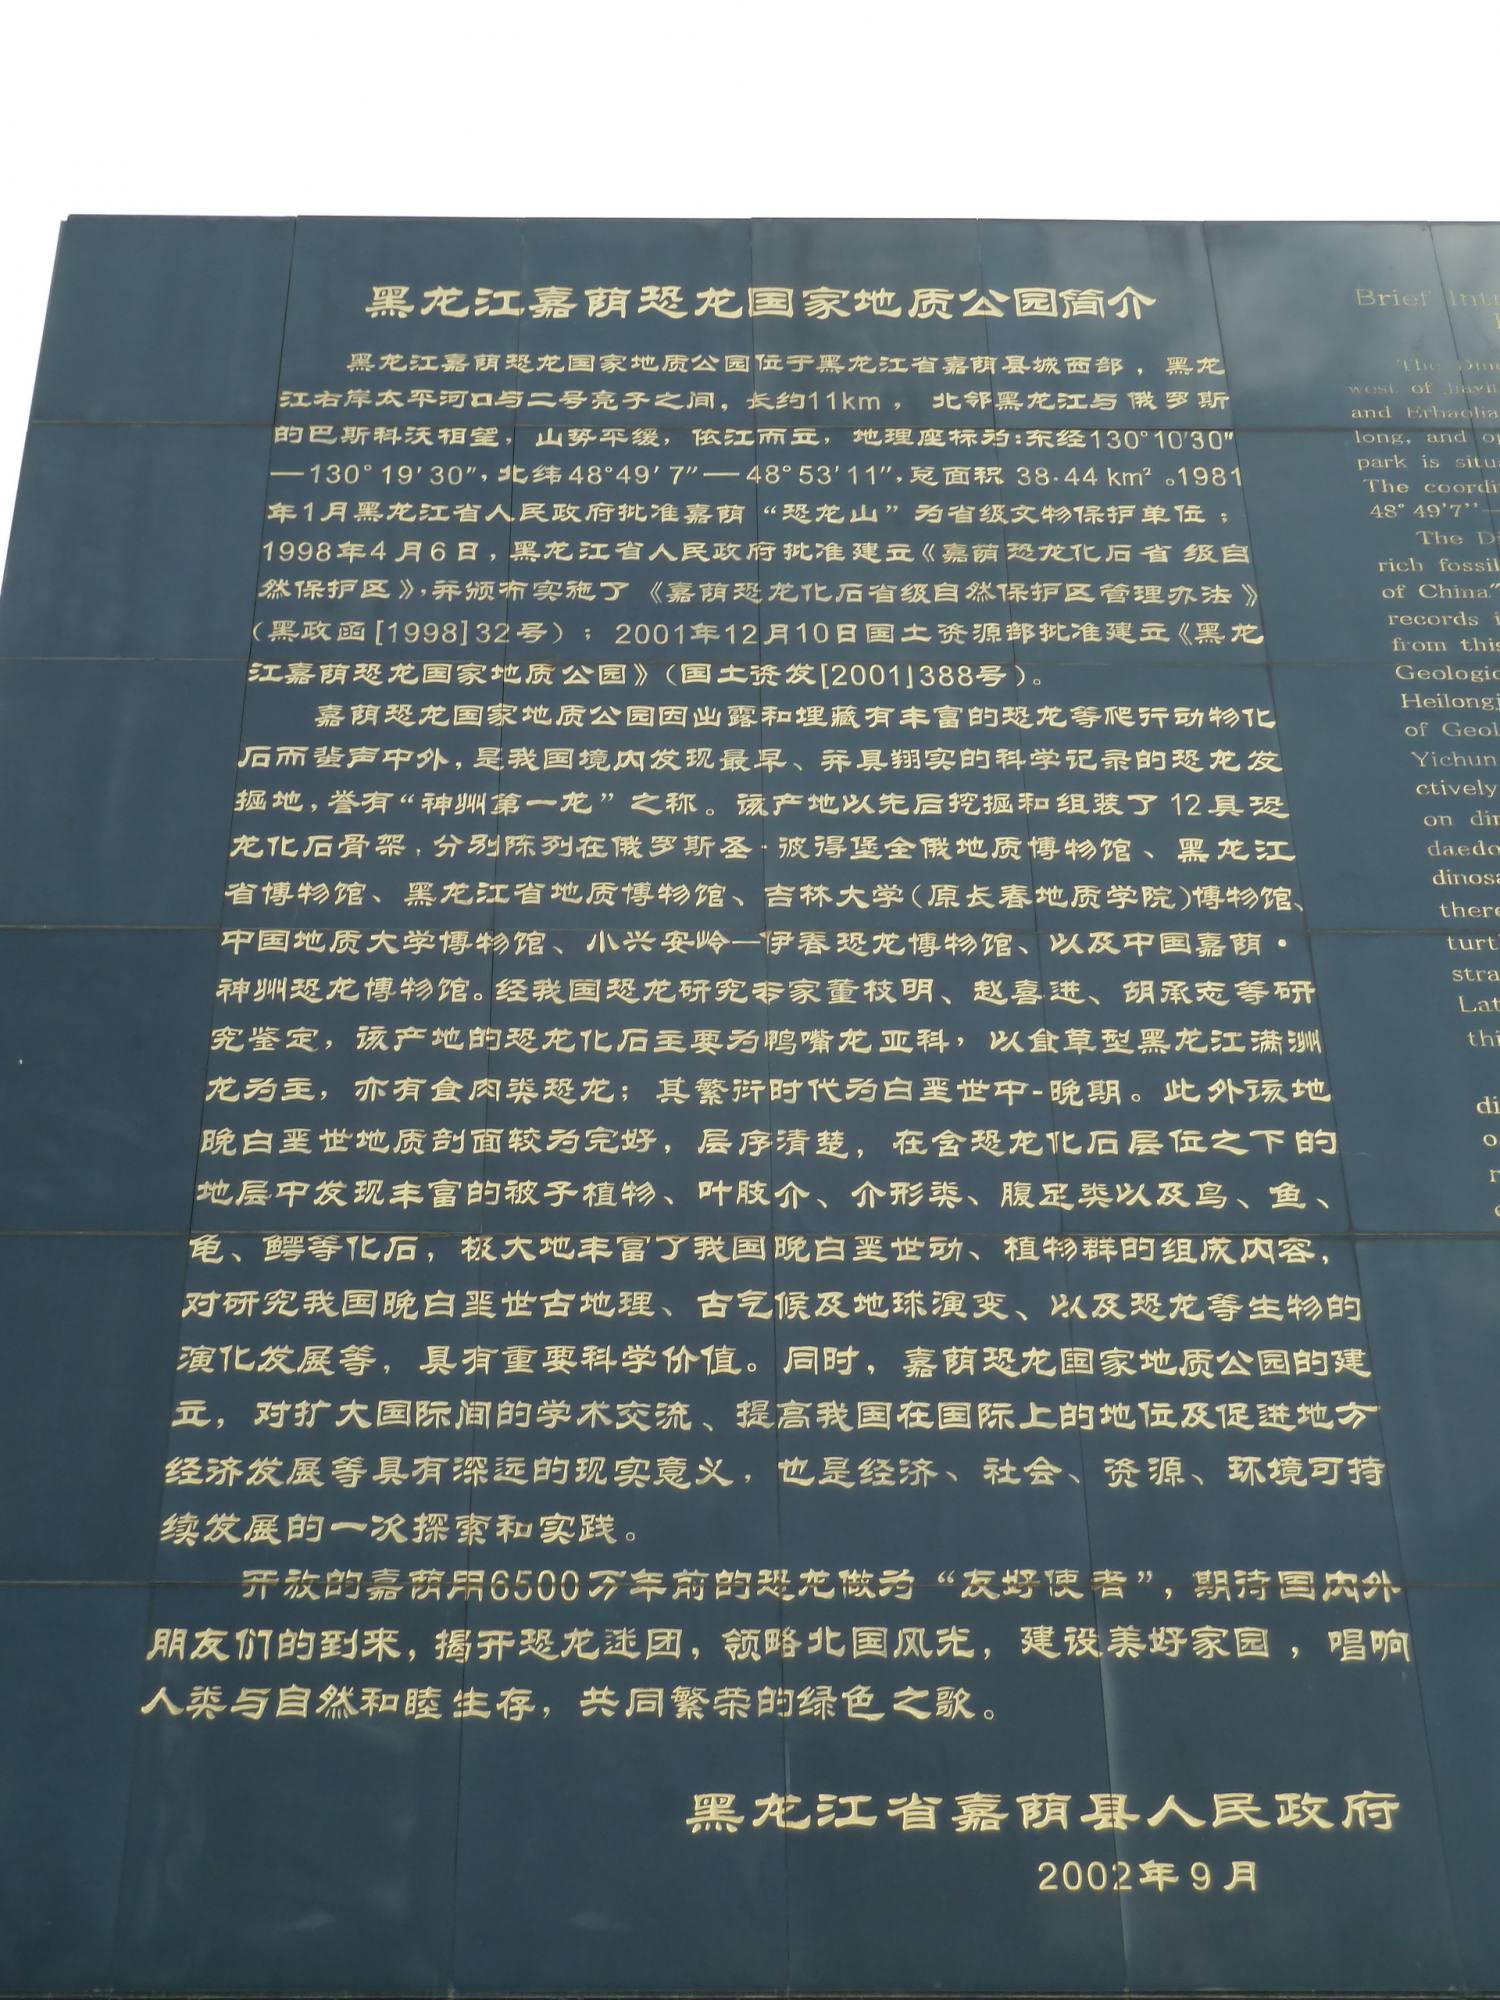 黑龙江嘉荫恐龙国家地质公园简介
黑龙江嘉荫恐龙国家地质公园位于黑龙江省嘉荫县城西部，黑龙
江右岸太平河口与二号亮子之间，长约11km，北邻黑龙江与俄罗斯
的巴斯科沃相望，山势平缓，依江而立，地理座标为：东经130°10′30″
—130°19′30″，北纬48°49′7″—48°53′11″，总面积 38·44 km²。1981
年1月黑龙江省人民政府批准嘉荫“恐龙山”为省级文物保护单位；
1998年4月6日，黑龙江省人民政府批准建立《嘉荫恐龙化石省级自
然保护区》，并颁布实施了《嘉荫恐龙化石省级自然保护区管理办法》
（黑政函[1998]32号）；2001年12月10日国土资源部批准建立《黑龙
江嘉荫恐龙国家地质公园》（国土资发[2001]388号）。
嘉荫恐龙国家地质公园因出露和埋藏有丰富的恐龙等爬行动物化
石而蜚声中外，是我国境内发现最早、并具翔实的科学记录的恐龙发
掘地，誉有“神州第一龙”之称。该产地以先后挖掘和组装了12具恐
龙化石骨架，分别陈列在俄罗斯圣·彼得堡全俄地质博物馆、黑龙江
省博物馆、黑龙江省地质博物馆、吉林大学(原长春地质学院)博物馆、
中国地质大学博物馆、小兴安岭—伊春恐龙博物馆、以及中国嘉荫·
神州恐龙博物馆。经我国恐龙研究专家董枝明、赵喜进、胡承志等研
究鉴定，该产地的恐龙化石主要为鸭嘴龙亚科，以食草型黑龙江满洲
龙为主，亦有食肉类恐龙；其繁衍时代为白垩世中-晚期。此外该地
晚白垩世地质剖面较为完好，层序清楚，在含恐龙化石层位之下的
地层中发现丰富的被子植物、叶肢介、介形类、腹足类以及鸟、鱼、
龟、鳄等化石，极大地丰富了我国晚白垩世动、植物群的组成内容，
对研究我国晚白垩世古地理、古气候及地球演变、以及恐龙等生物的
演化发展等，具有重要科学价值。同时，嘉荫恐龙国家地质公园的建
立，对扩大国际间的学术交流、提高我国在国际上的地位及促进地方
经济发展等具有深远的现实意义，也是经济、社会、资源、环境可持
续发展的一次探索和实践。
开放的嘉荫用6500万年前的恐龙做为“友好使者”，期待国内外
朋友们的到来，揭开恐龙迷团，领略北国风光，建设美好家园，唱响
人类与自然和睦生存，共同繁荣的绿色之歌。
黑龙江省嘉荫县人民政府
2002年9月
Brief
The
west of
and
long, and
park is
The
48°49′7″—
The
rich
of China"
records
from this
of
Yichun
ctively
on